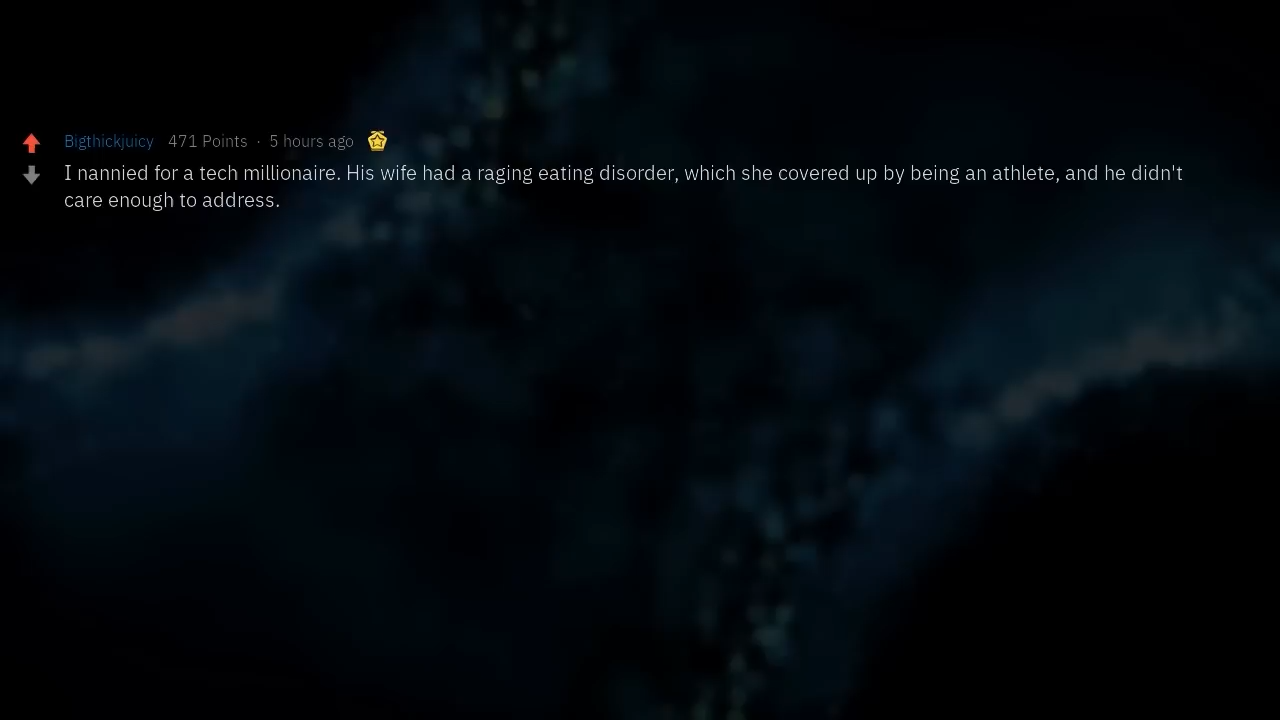 Bigthickjuicy 471 Points · 5 hours ago
I nannied for a tech millionaire. His wife had a raging eating disorder, which she covered up by being an athlete, and he didn't
care enough to address.